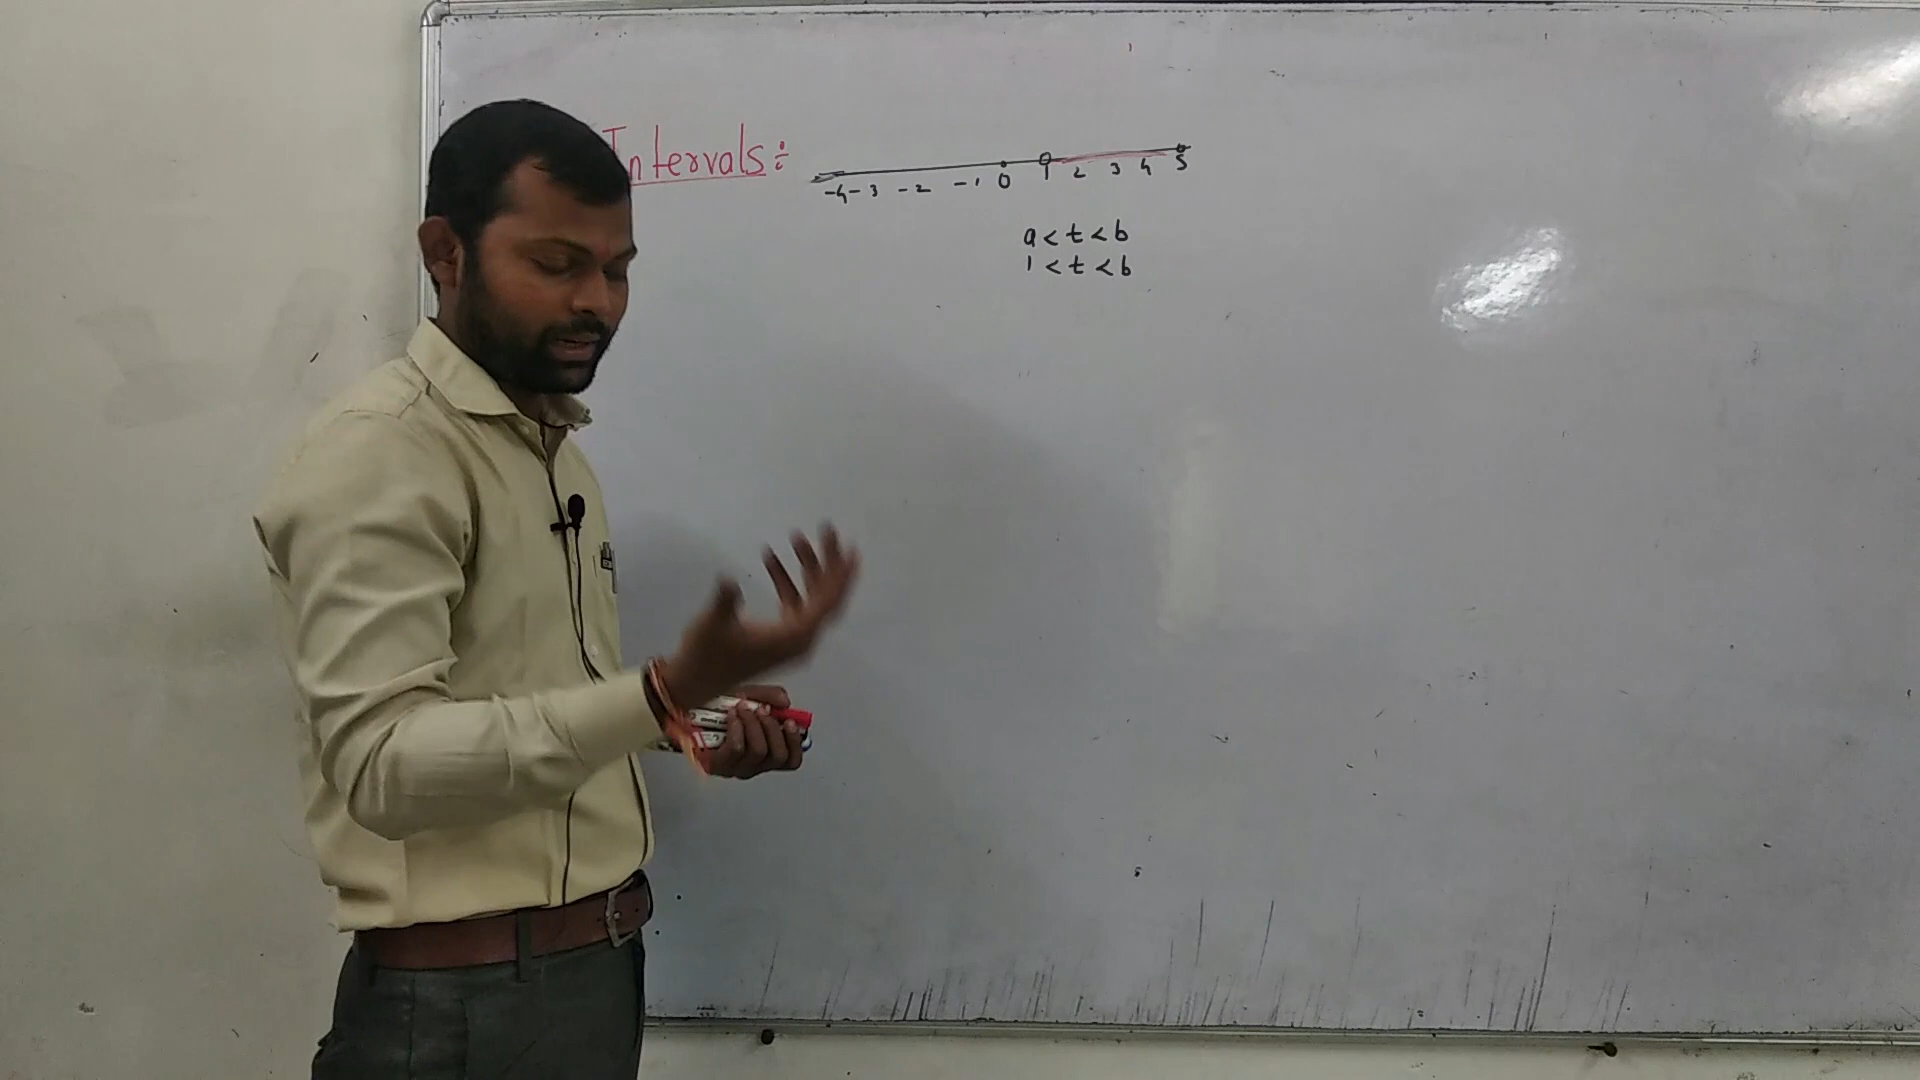 Intervals:
-4 -3 -2 -1 0 1 2 3 4 5
a < t < b
1 < t < b